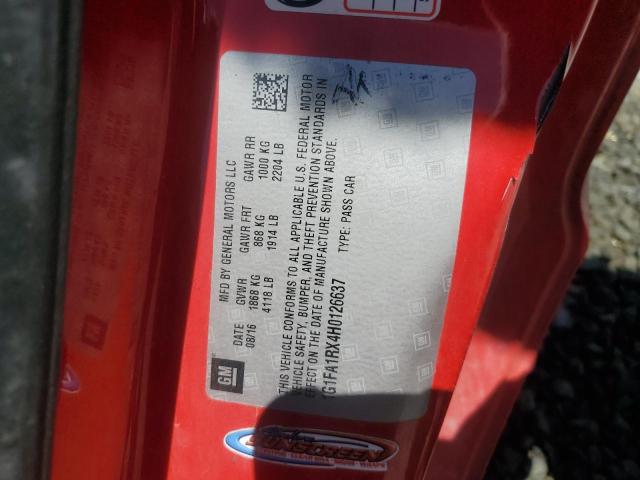 MFD BY GENERAL MOTORS LLC
DATE GVWR GAWR FRT GAWR RR
08/16 1868 KG 868 KG 1000 KG
4118 LB 1914 LB 2204 LB
GM
THIS VEHICLE CONFORMS TO ALL APPLICABLE U.S. FEDERAL MOTOR
VEHICLE SAFETY, BUMPER, AND THEFT PREVENTION STANDARDS IN
EFFECT ON THE DATE OF MANUFACTURE SHOWN ABOVE.
1G1FA1RX4H0126637 TYPE: PASS CAR
SUNSCREEN